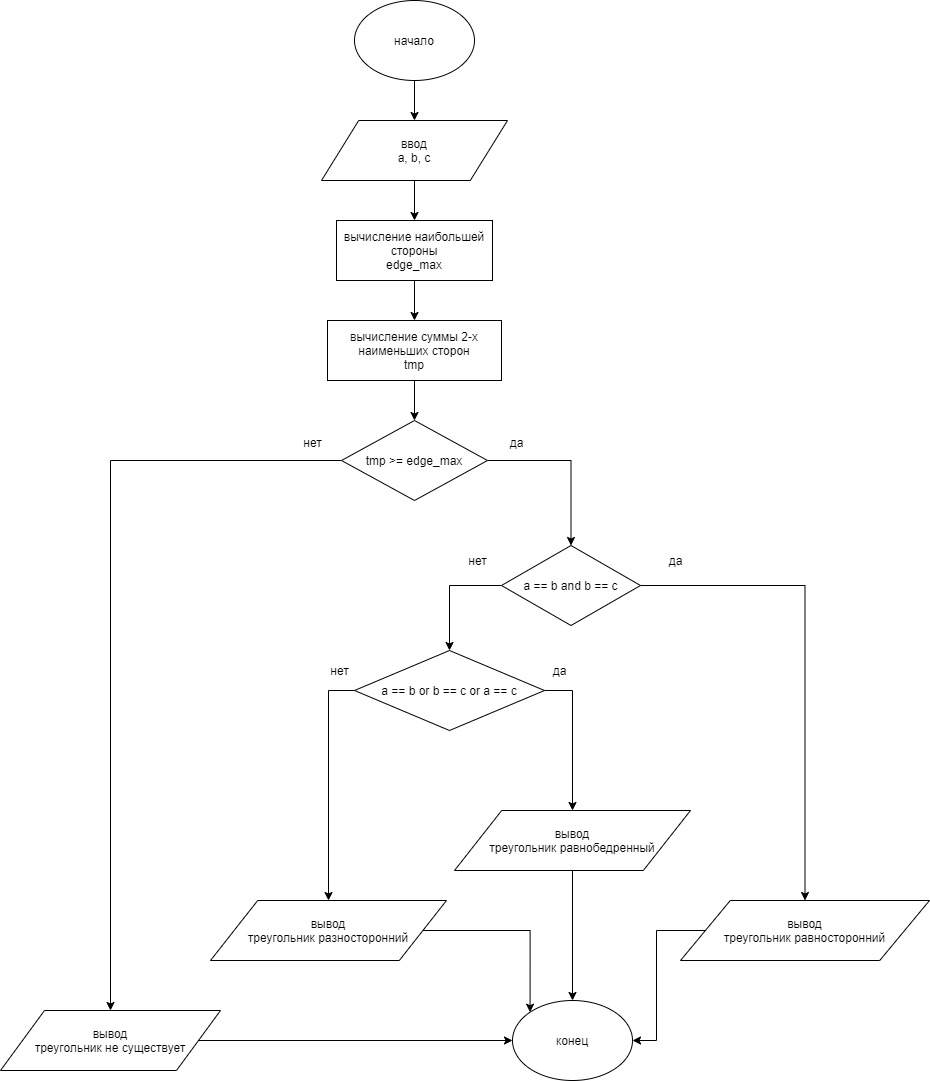 начало
ввод
a, b, c
вычисление наибольшей
стороны
edge_max
вычисление суммы 2-х
наименьших сторон
tmp
нет
да
tmp >= edge_max
нет
да
a == b and b == c
нет
да
a == b or b == c or a == c
вывод
треугольник равнобедренный
вывод
треугольник разносторонний
вывод
треугольник равносторонний
вывод
треугольник не существует
конец